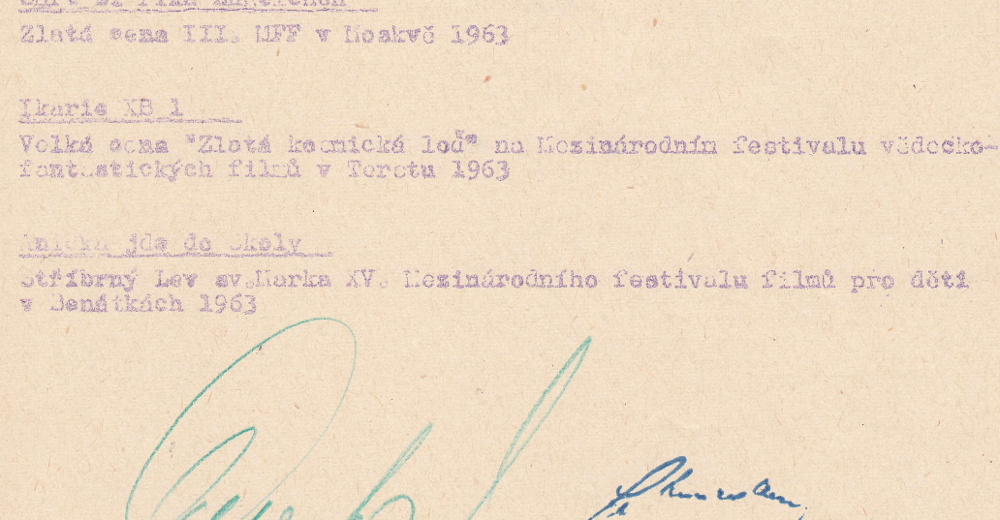 Zlatá cena III. MFF v Moskvě 1963
Ikarie XB 1
Velká cena "Zlatá kosmická loď" na Mezinárodním festivalu vědecko-
fantastických filmů v Terstu 1963
jde do školy
Stříbrný Lev sv.Marka XV. Mezinárodního festivalu filmů pro děti
v Benátkách 1963